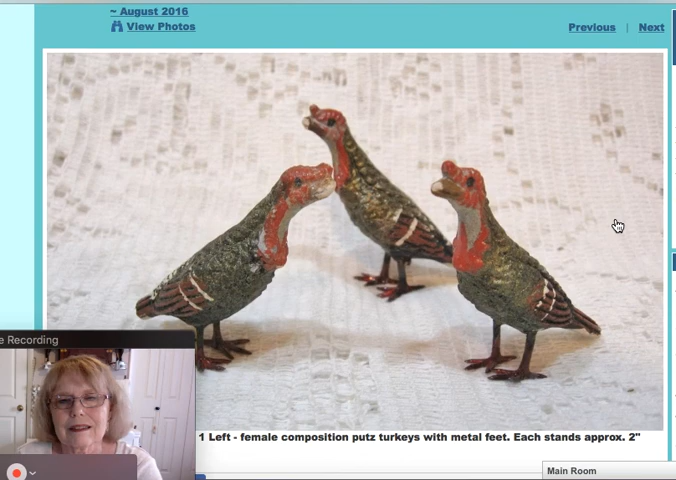 ~ August 2016
View Photos
Previous | Next
e Recording
1 Left - female composition putz turkeys with metal feet. Each stands approx. 2"
Main Room